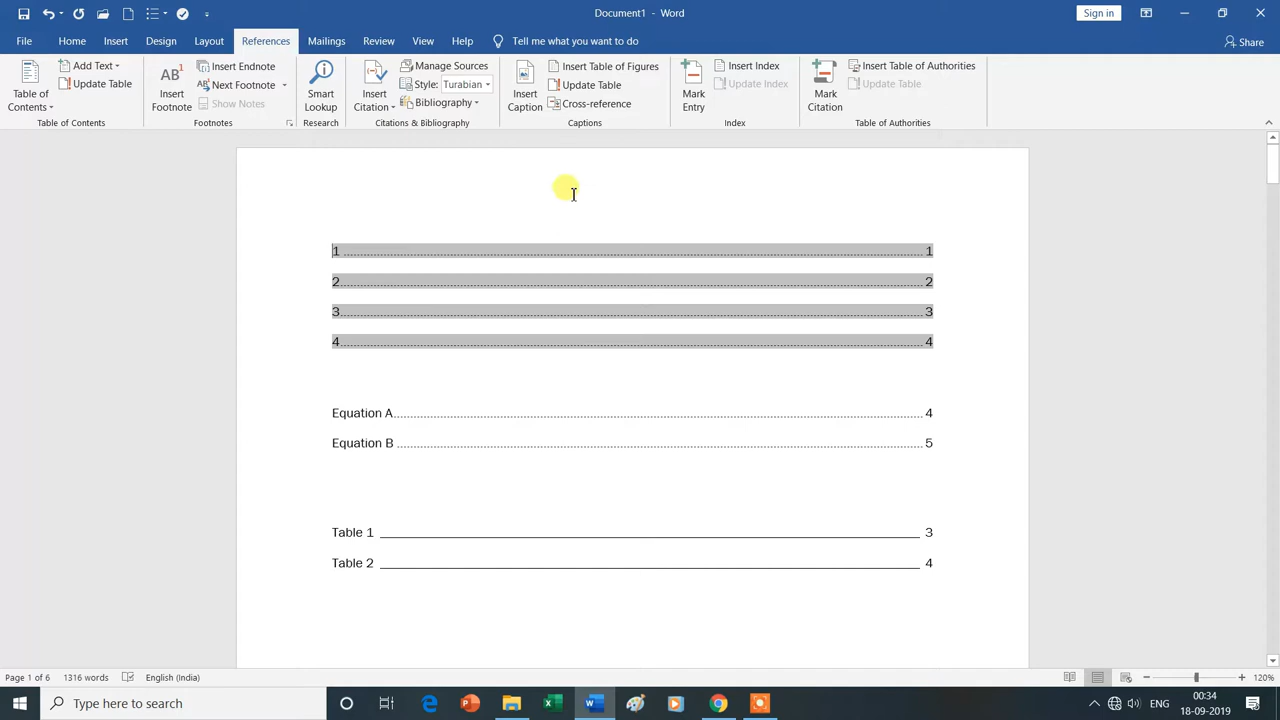 Document1 - Word
Sign in
File Home Insert Design Layout References Mailings Review View Help Tell me what you want to do Share
Table of Contents
Add Text
Update Table
Table of Contents
AB1
Insert Footnote
Insert Endnote
Next Footnote
Show Notes
Footnotes
Smart Lookup
Research
Insert Citation
Manage Sources
Style: Turabian
Bibliography
Citations & Bibliography
Insert Caption
Insert Table of Figures
Update Table
Cross-reference
Captions
Mark Entry
Insert Index
Update Index
Index
Mark Citation
Insert Table of Authorities
Update Table
Table of Authorities
1 1
2 2
3 3
4 4
Equation A 4
Equation B 5
Table 1 3
Table 2 4
Page 1 of 6 1316 words English (India) 120%
Type here to search
ENG
00:34
18-09-2019